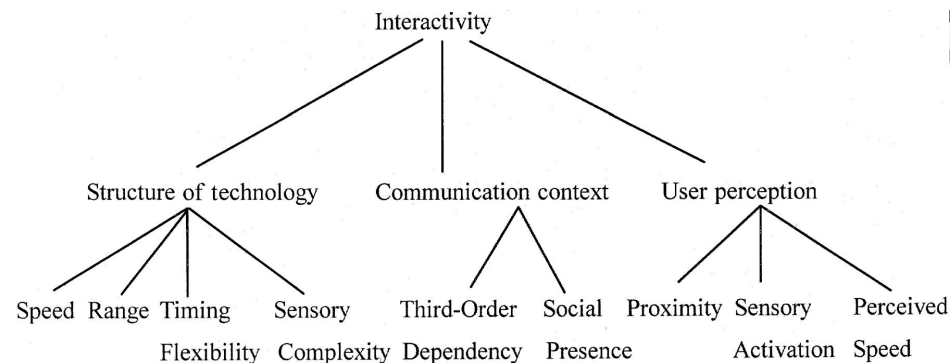 Interactivity
Structure of technology Communication context User perception
Speed Range Timing Sensory Third-Order Social Proximity Sensory Perceived
Flexibility Complexity Dependency Presence Activation Speed